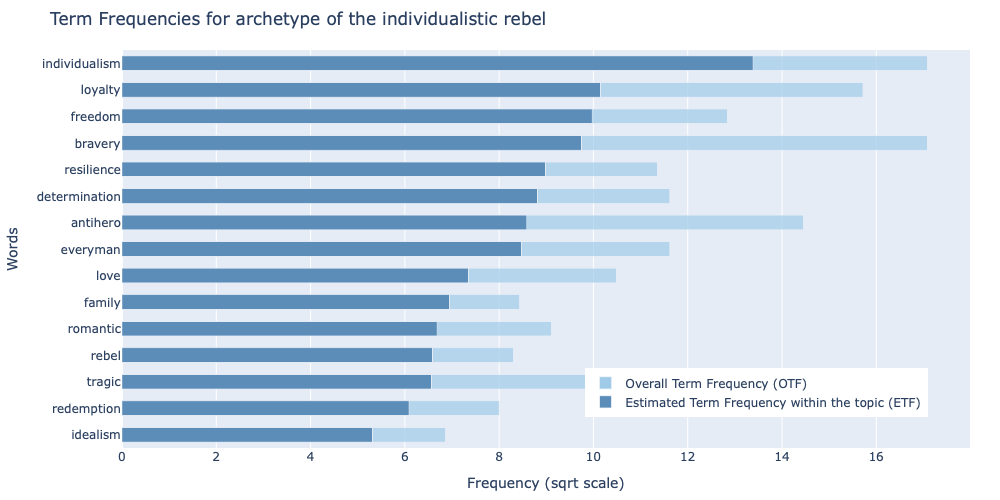 Term Frequencies for archetype of the individualistic rebel
individualism
loyalty
freedom
bravery
resilience
determination
antihero
everyman
love
family
romantic
rebel
tragic
redemption
idealism
Words
Overall Term Frequency (OTF)
Estimated Term Frequency within the topic (ETF)
0 2 4 6 8 10 12 14 16
Frequency (sqrt scale)